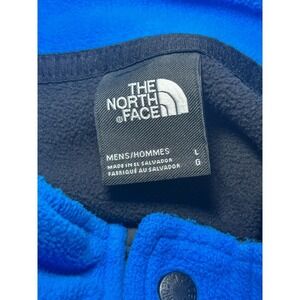 THE
NORTH
®FACE
MENS/HOMMES L
MADE IN EL SALVADOR G
FABRIQUÉ AU SALVADOR